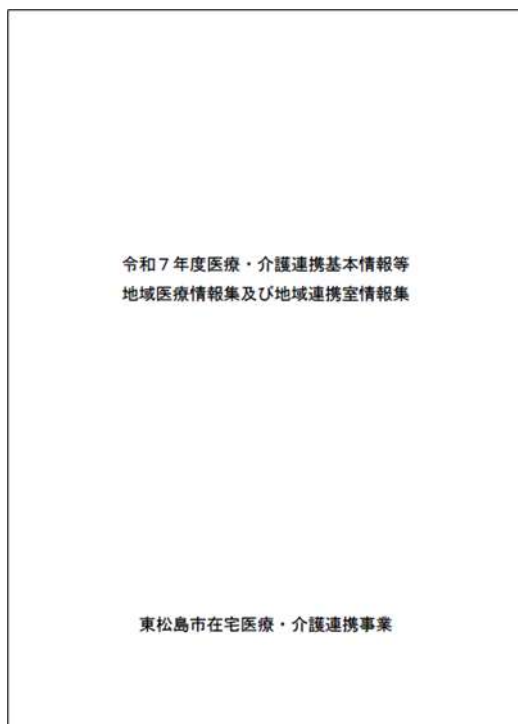 令和７年度医療・介護連携基本情報等
地域医療情報集及び地域連携室情報集
東松島市在宅医療・介護連携事業